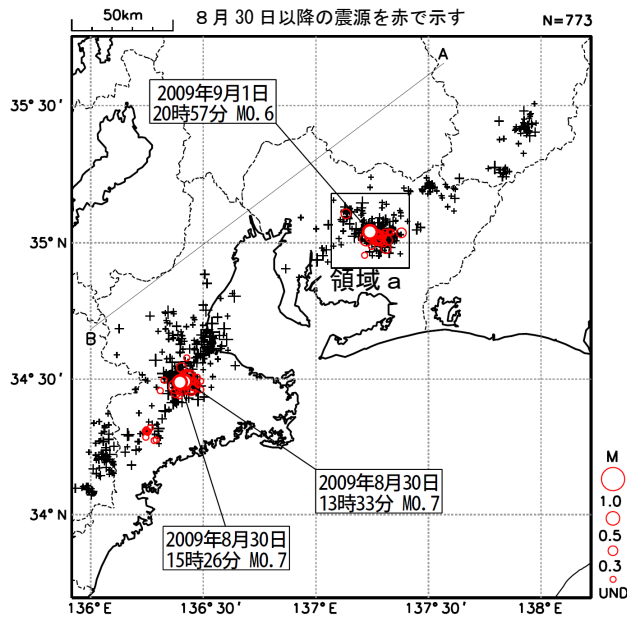 50km
8月30日以降の震源を赤で示す
N=773
A
35°30′
2009年9月1日
20時57分 M0.6
35°N
領域a
B
34°30′
2009年8月30日
13時33分 M0.7
34°N
2009年8月30日
15時26分 M0.7
M
1.0
0.5
0.3
UND
136°E
136°30′
137°E
137°30′
138°E